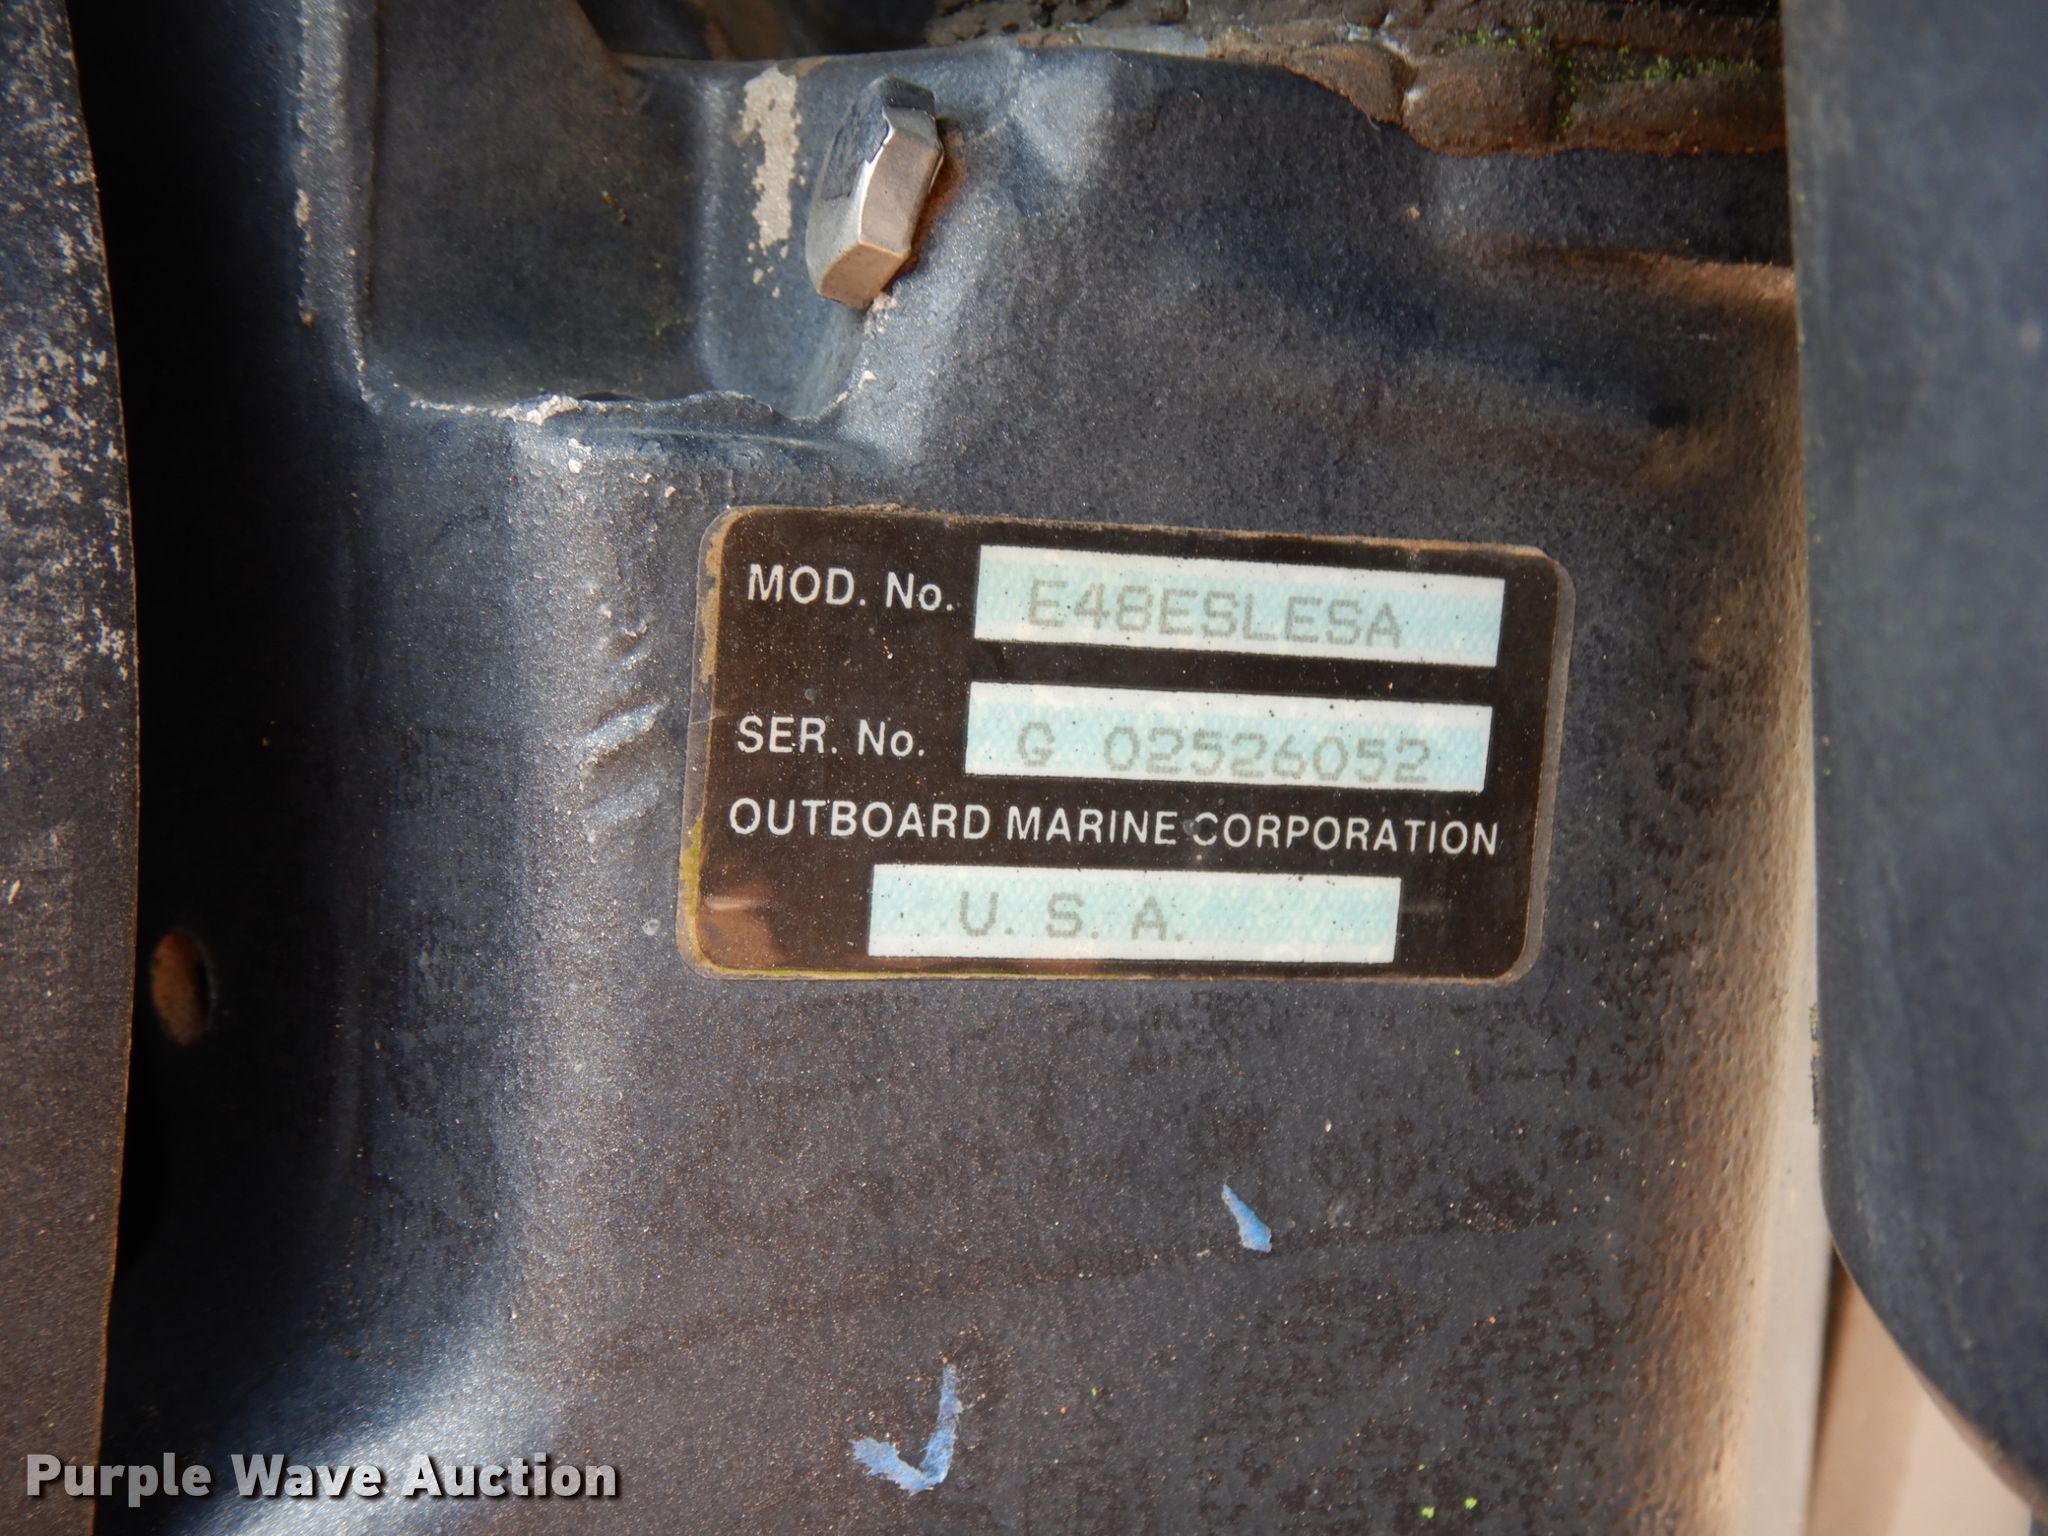 MOD. No. E48ESLESA
SER. No. G 02526052
OUTBOARD MARINE CORPORATION
U. S. A.
Purple Wave Auction